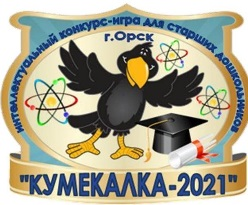 интеллектуальный конкурс-игра для старших дошкольников
г.Орск
"КУМЕКАЛКА-2021"